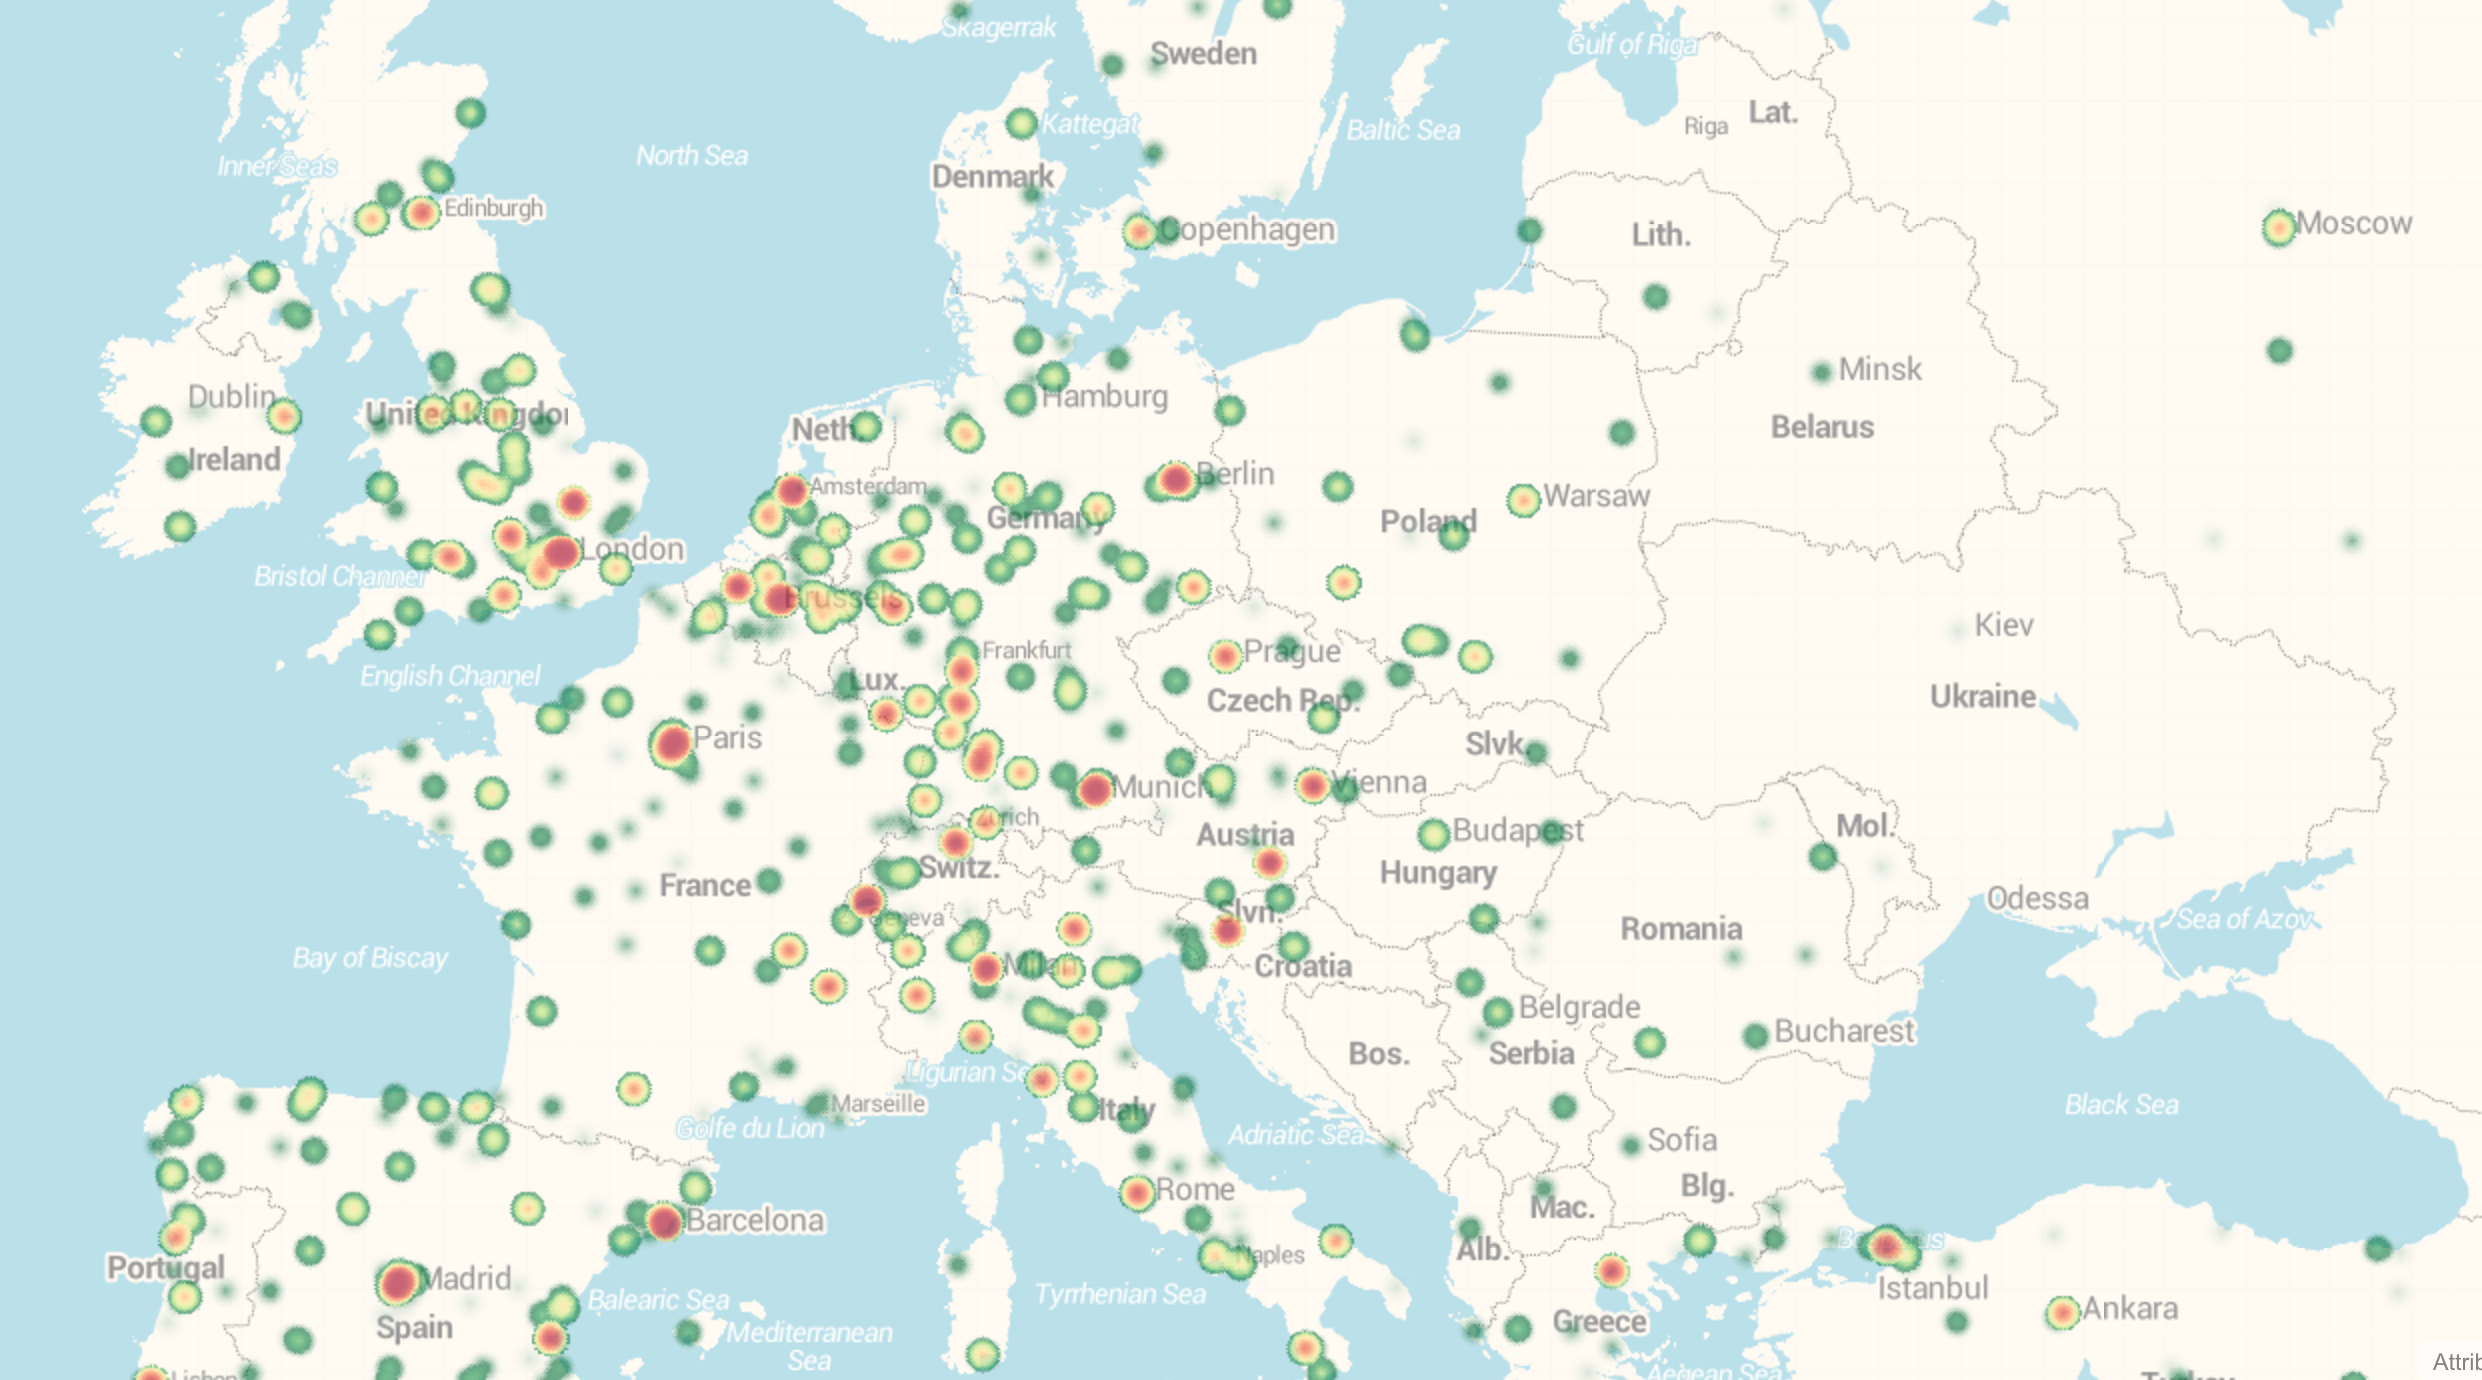 Skagerrak
Sweden
Gulf of Riga
Lat.
Riga
Inner Seas
North Sea
Kattegat
Baltic Sea
Denmark
Edinburgh
Copenhagen
Lith.
Moscow
Minsk
Dublin
United Kingdo
Hamburg
Neth.
Belarus
Ireland
Amsterdam
Berlin
Warsaw
Germany
Poland
London
Bristol Channel
Brussels
Kiev
English Channel
Frankfurt
Prague
Lux.
Czech Rep.
Ukraine
Paris
Slvk.
Munich
Vienna
Zurich
Austria
Budapest
Mol.
Switz.
France
Hungary
Geneva
Slvn.
Odessa
Sea of Azov
Romania
Bay of Biscay
Milan
Croatia
Belgrade
Bucharest
Bos.
Serbia
Ligurian Se
Marseille
Italy
Golfe du Lion
Adriatic Sea
Black Sea
Sofia
Blg.
Rome
Mac.
Barcelona
Portugal
Madrid
Alb.
Naples
Istanbul
Balearic Sea
Tyrrhenian Sea
Ankara
Spain
Mediterranean
Sea
Greece
Attrib
Lisbon
Aegean Sea
Turkey